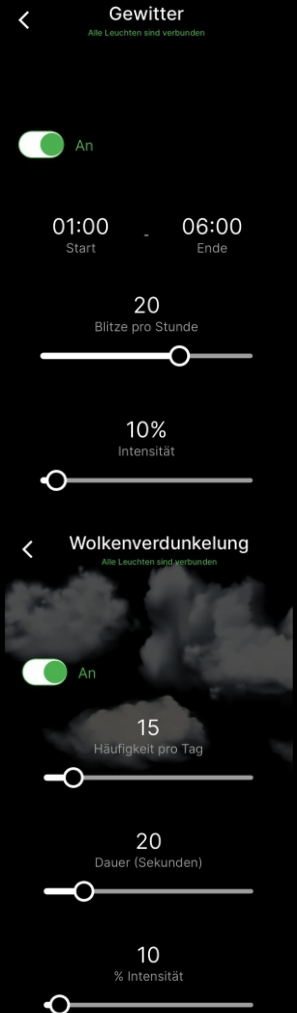 Gewitter
Alle Leuchten sind verbunden
An
01:00 - 06:00
Start Ende
20
Blitze pro Stunde
10%
Intensität
Wolkenverdunkelung
Alle Leuchten sind verbunden
An
15
Häufigkeit pro Tag
20
Dauer (Sekunden)
10
% Intensität